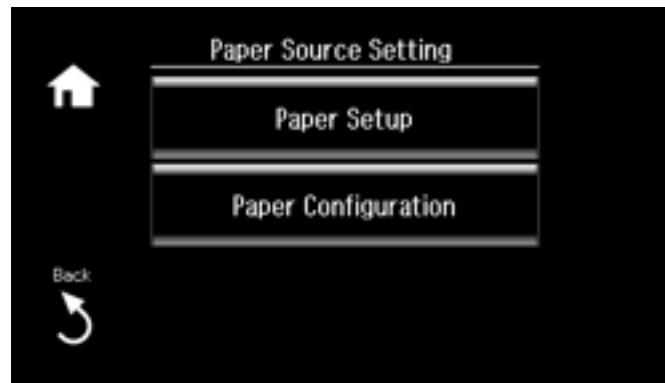 Paper Source Setting
Paper Setup
Paper Configuration
Back